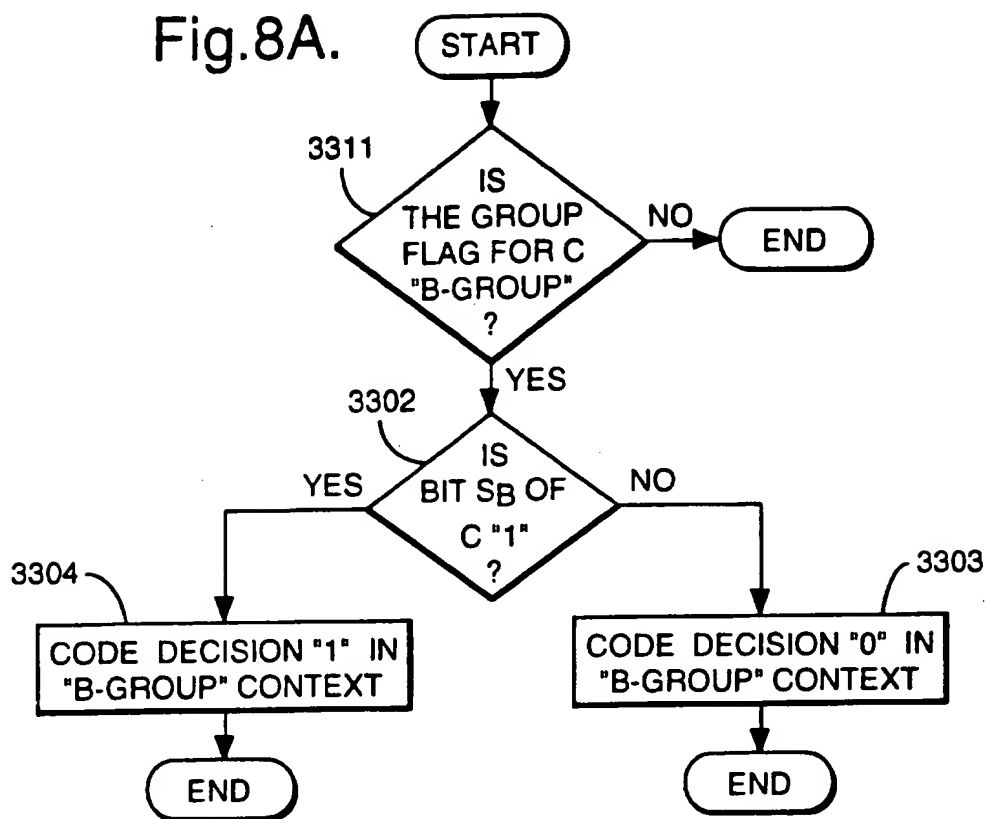 Fig.8A.
START
3311
IS
THE GROUP
FLAG FOR C
"B-GROUP"
?
NO
END
YES
3302
IS
BIT SB OF
C "1"
?
YES
NO
3304
3303
CODE DECISION "1" IN
"B-GROUP" CONTEXT
CODE DECISION "0" IN
"B-GROUP" CONTEXT
END
END